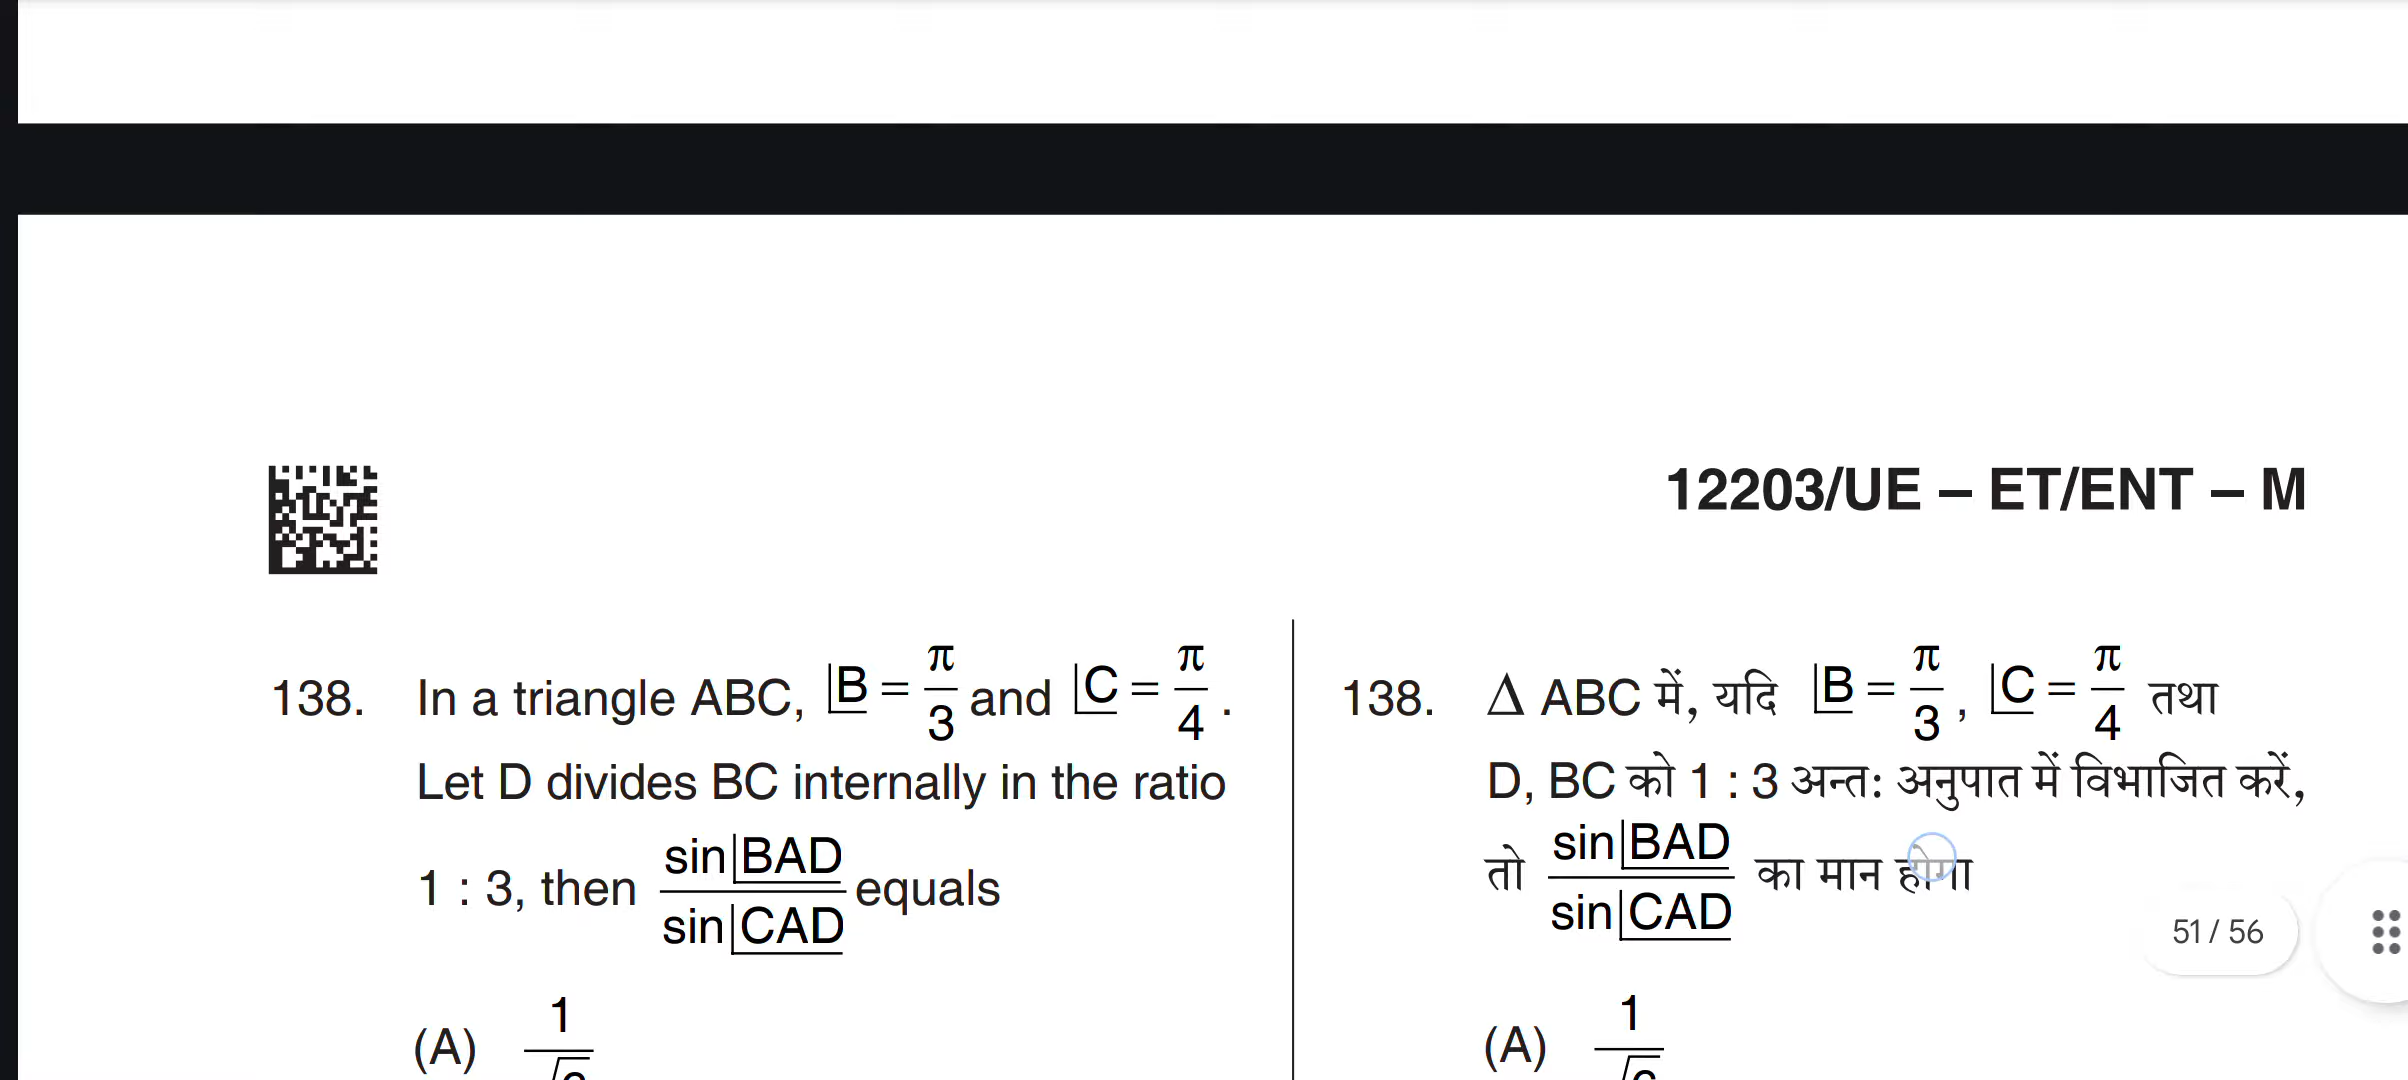 12203/UE – ET/ENT – M
138. In a triangle ABC, ∠B = π/3 and ∠C = π/4 .
Let D divides BC internally in the ratio
1 : 3, then sin∠BAD / sin∠CAD equals
(A) 1/√
138. Δ ABC में, यदि ∠B = π/3 , ∠C = π/4 तथा
D, BC को 1 : 3 अन्तः अनुपात में विभाजित करें,
तो sin∠BAD / sin∠CAD का मान होगा
(A) 1/√
51 / 56